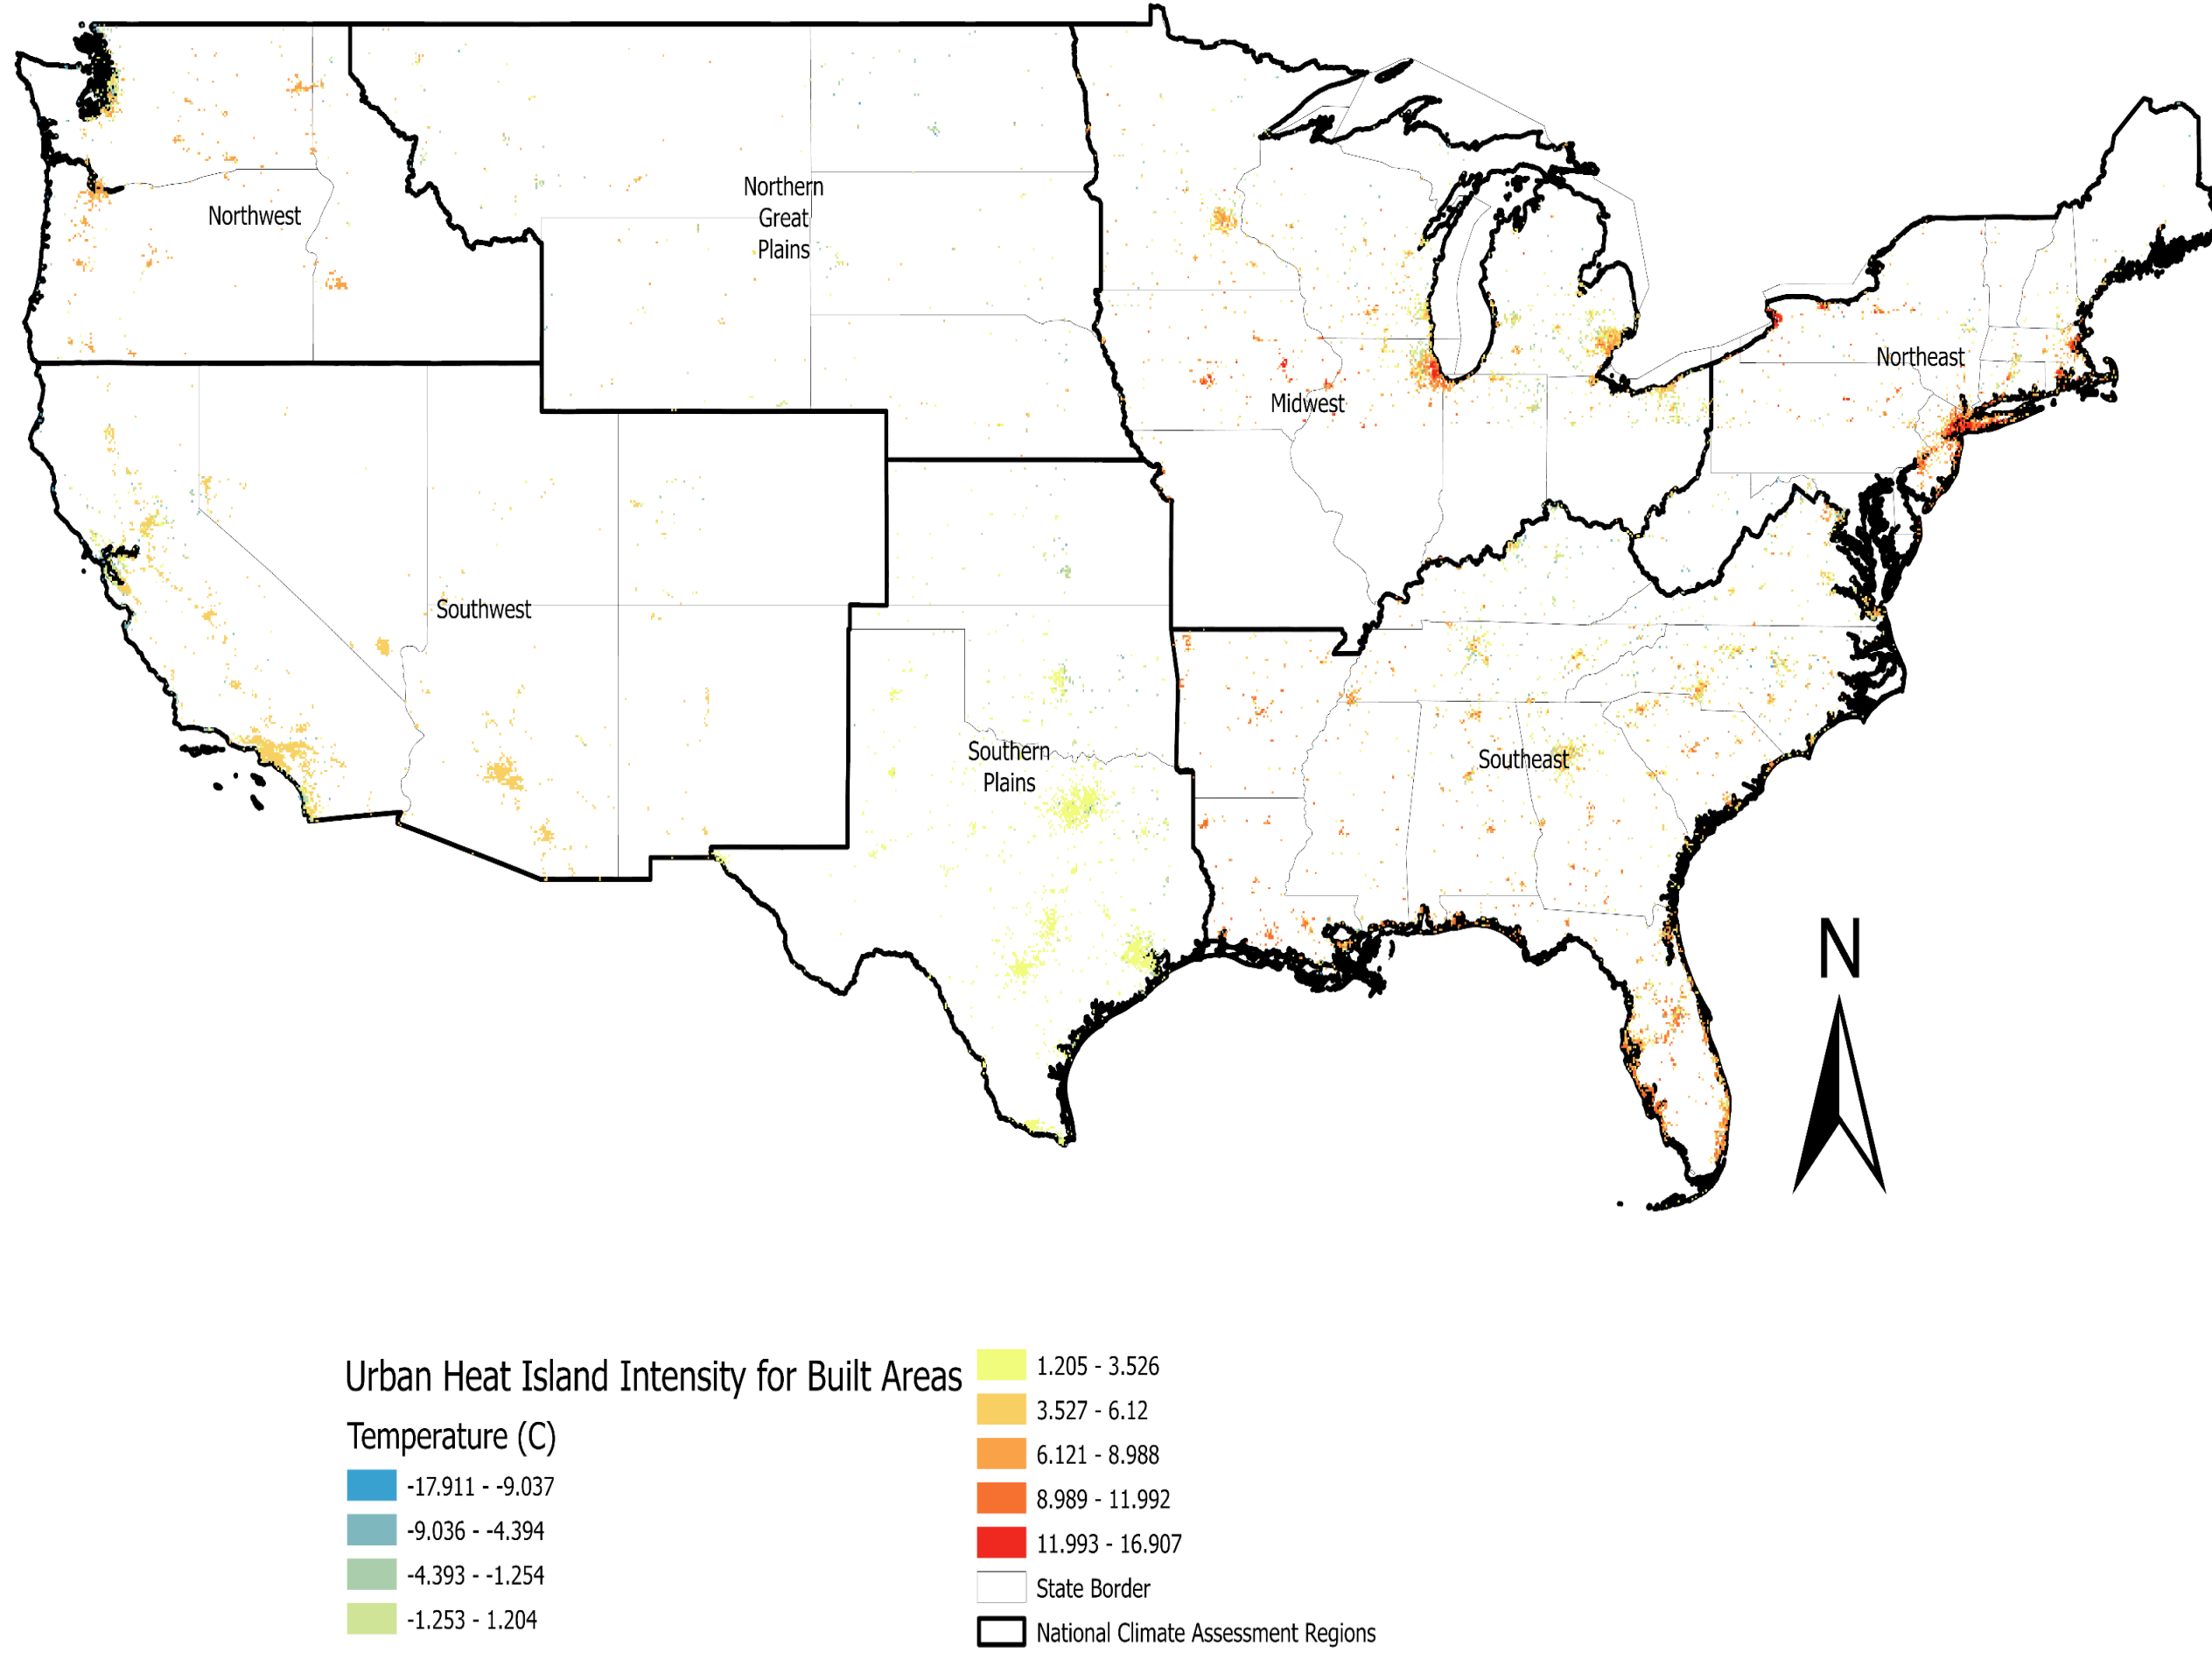 Northwest
Northern
Great
Plains
Northeast
Midwest
Southwest
Southern
Plains
Southeast
N
Urban Heat Island Intensity for Built Areas
Temperature (C)
-17.911 - -9.037
-9.036 - -4.394
-4.393 - -1.254
-1.253 - 1.204
1.205 - 3.526
3.527 - 6.12
6.121 - 8.988
8.989 - 11.992
11.993 - 16.907
State Border
National Climate Assessment Regions